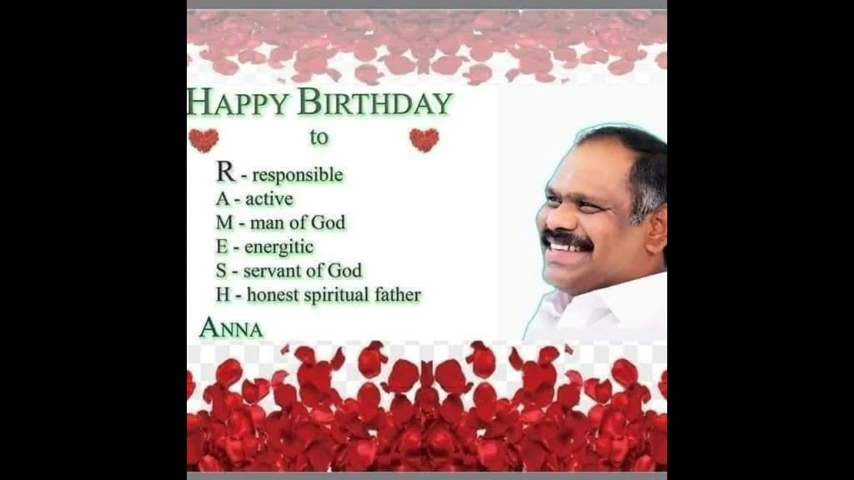 HAPPY BIRTHDAY
to
R - responsible
A - active
M - man of God
E - energitic
S - servant of God
H - honest spiritual father
ANNA